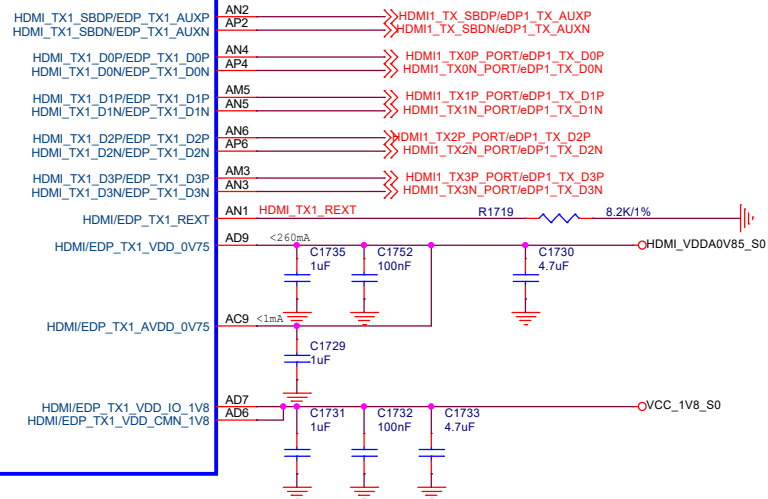 HDMI_TX1_SBDP/EDP_TX1_AUXP AN2 HDMI1_TX_SBDP/eDP1_TX_AUXP
HDMI_TX1_SBDN/EDP_TX1_AUXN AP2 HDMI1_TX_SBDN/eDP1_TX_AUXN
HDMI_TX1_D0P/EDP_TX1_D0P AN4 HDMI1_TX0P_PORT/eDP1_TX_D0P
HDMI_TX1_D0N/EDP_TX1_D0N AP4 HDMI1_TX0N_PORT/eDP1_TX_D0N
HDMI_TX1_D1P/EDP_TX1_D1P AM5 HDMI1_TX1P_PORT/eDP1_TX_D1P
HDMI_TX1_D1N/EDP_TX1_D1N AN5 HDMI1_TX1N_PORT/eDP1_TX_D1N
HDMI_TX1_D2P/EDP_TX1_D2P AN6 HDMI1_TX2P_PORT/eDP1_TX_D2P
HDMI_TX1_D2N/EDP_TX1_D2N AP6 HDMI1_TX2N_PORT/eDP1_TX_D2N
HDMI_TX1_D3P/EDP_TX1_D3P AM3 HDMI1_TX3P_PORT/eDP1_TX_D3P
HDMI_TX1_D3N/EDP_TX1_D3N AN3 HDMI1_TX3N_PORT/eDP1_TX_D3N
HDMI/EDP_TX1_REXT AN1 HDMI_TX1_REXT R1719 8.2K/1%
HDMI/EDP_TX1_VDD_0V75 AD9 <260mA HDMI_VDDA0V85_S0
C1735 C1752 C1730
1uF 100nF 4.7uF
HDMI/EDP_TX1_AVDD_0V75 AC9 <1mA
C1729
1uF
HDMI/EDP_TX1_VDD_IO_1V8 AD7 VCC_1V8_S0
HDMI/EDP_TX1_VDD_CMN_1V8 AD6 C1731 C1732 C1733
1uF 100nF 4.7uF